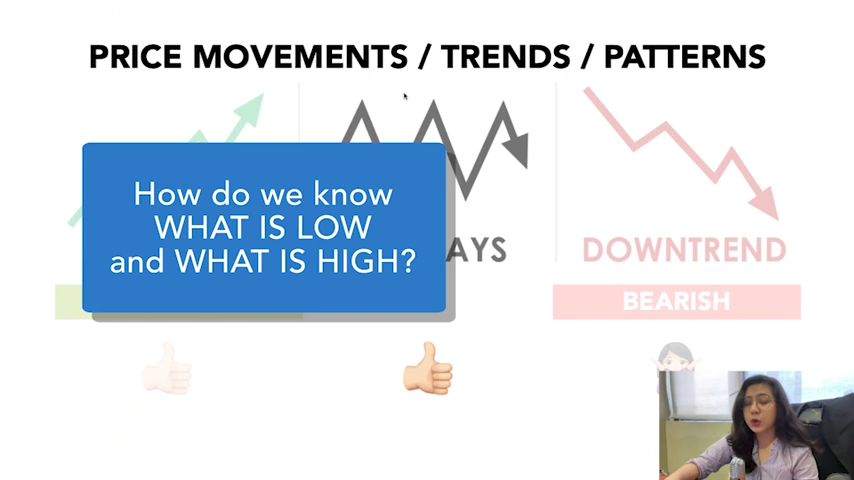 PRICE MOVEMENTS / TRENDS / PATTERNS
How do we know
WHAT IS LOW
and WHAT IS HIGH?
AYS
DOWNTREND
BEARISH